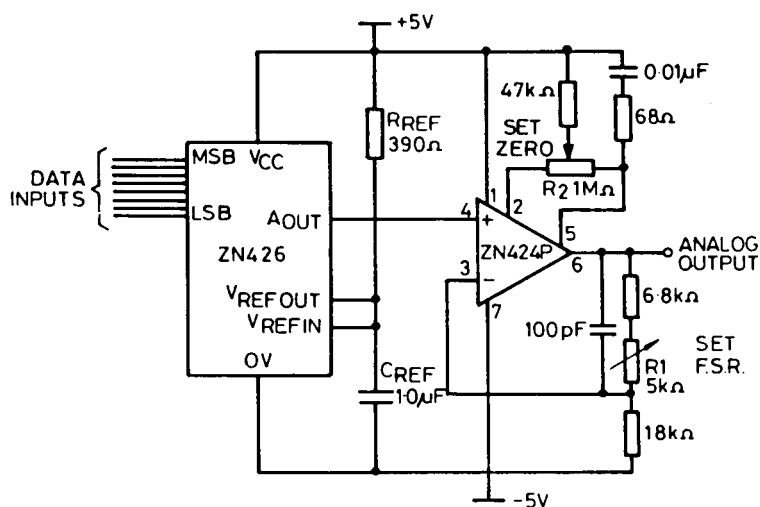 +5V
0·01µF
47kΩ
68Ω
SET
ZERO
R2 1MΩ
RREF
390Ω
DATA
INPUTS
MSB
LSB
VCC
AOUT
ZN426
VREF OUT
VREF IN
OV
CREF
1·0µF
4
+
1
2
3
−
5
6
7
ZN424P
ANALOG
OUTPUT
6·8kΩ
100pF
SET
F.S.R.
R1
5kΩ
18kΩ
-5V